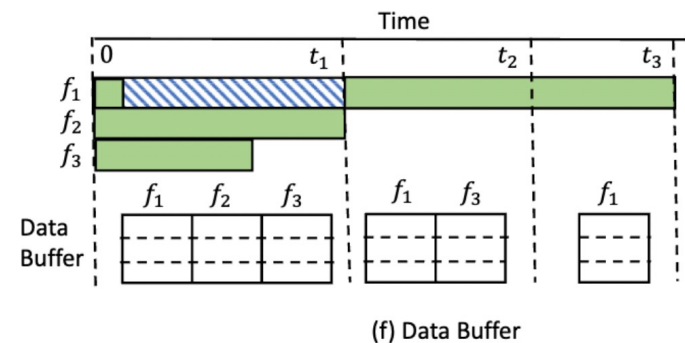 Time
0 t₁ t₂ t₃
f₁
f₂
f₃
f₁ f₂ f₃ f₁ f₃ f₁
Data
Buffer
(f) Data Buffer